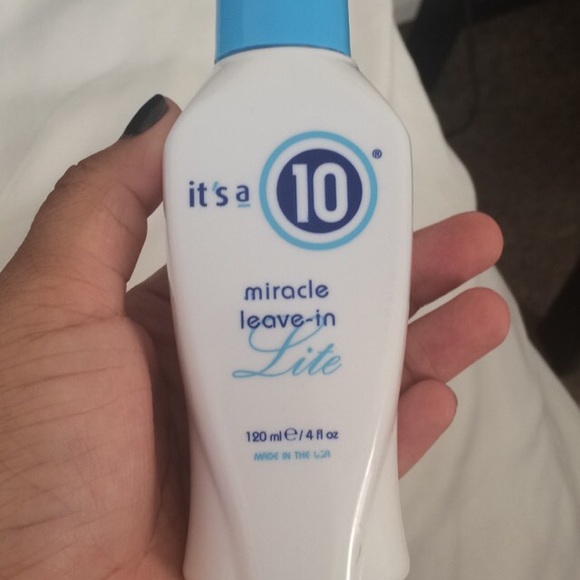 it's a 10®
miracle
leave-in
Lite
120 ml ℮/4 fl oz
MADE IN THE USA